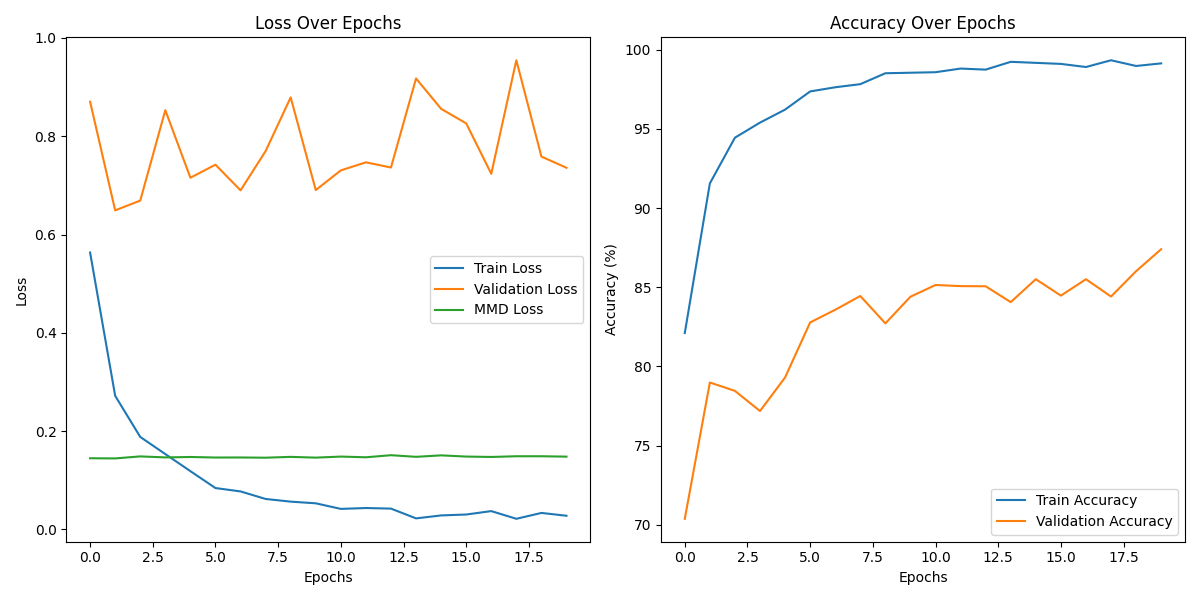 Loss Over Epochs
1.0
0.8
0.6
0.4
0.2
0.0
Loss
Train Loss
Validation Loss
MMD Loss
0.0 2.5 5.0 7.5 10.0 12.5 15.0 17.5
Epochs
Accuracy Over Epochs
100
95
90
85
80
75
70
Accuracy (%)
Train Accuracy
Validation Accuracy
0.0 2.5 5.0 7.5 10.0 12.5 15.0 17.5
Epochs